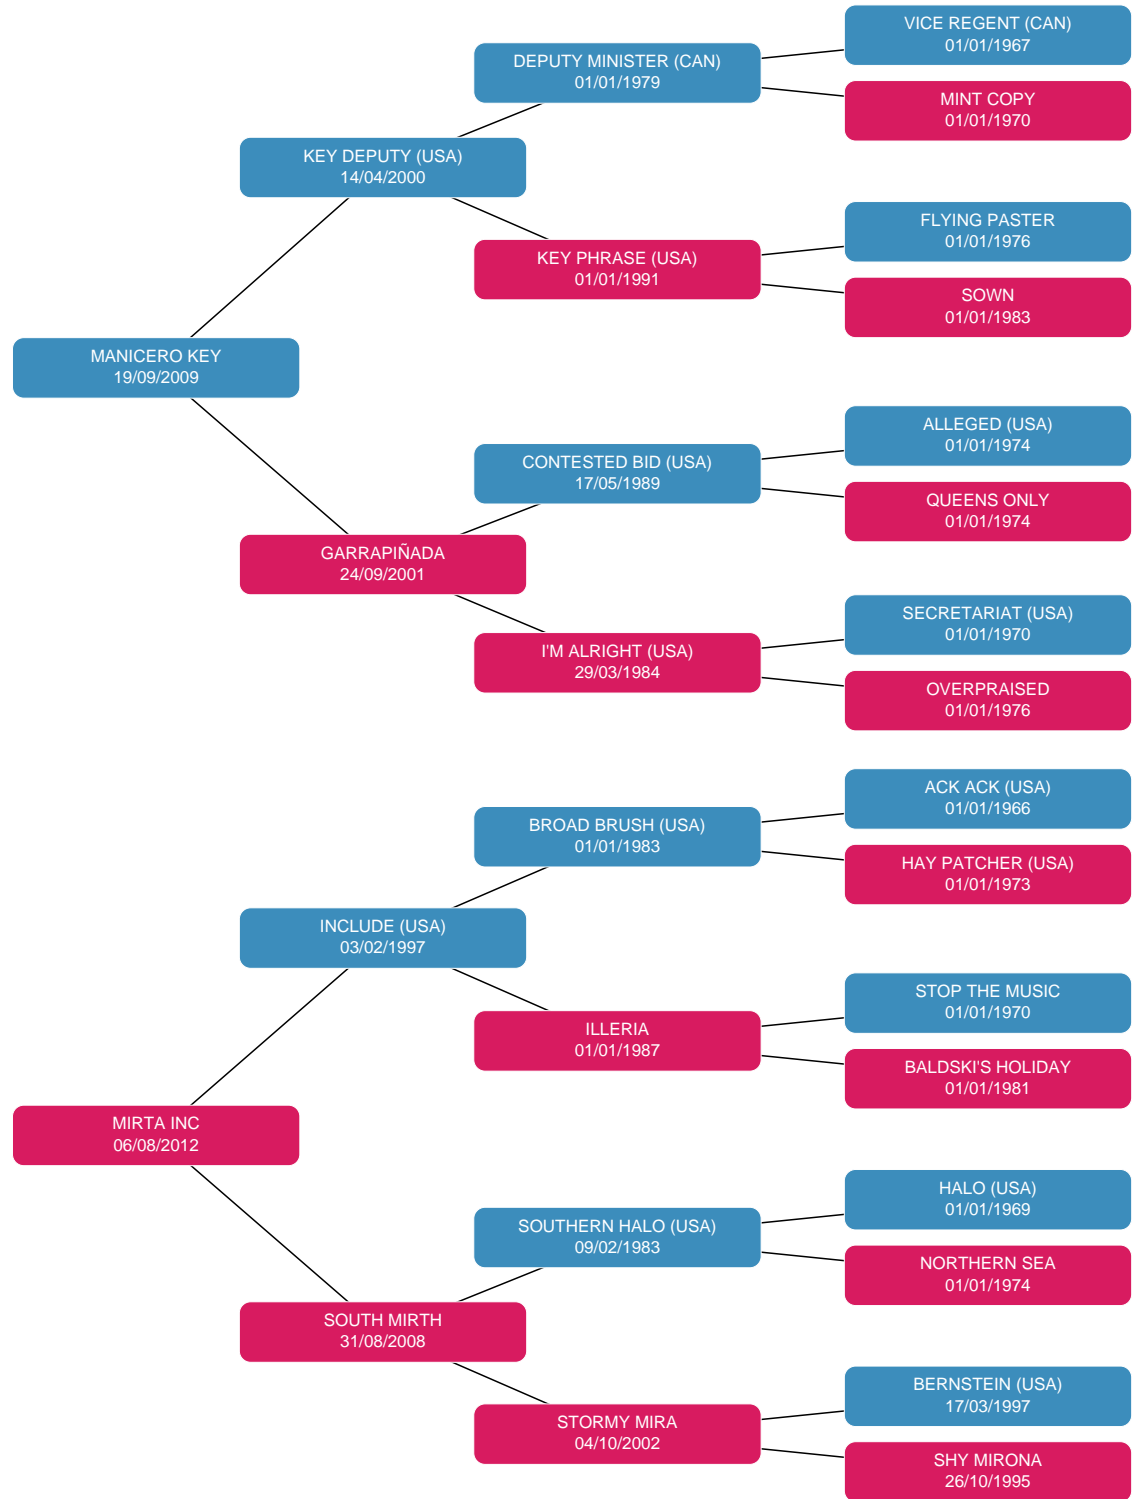 VICE REGENT (CAN)
01/01/1967
DEPUTY MINISTER (CAN)
01/01/1979
MINT COPY
01/01/1970
KEY DEPUTY (USA)
14/04/2000
FLYING PASTER
01/01/1976
KEY PHRASE (USA)
01/01/1991
SOWN
01/01/1983
MANICERO KEY
19/09/2009
ALLEGED (USA)
01/01/1974
CONTESTED BID (USA)
17/05/1989
QUEENS ONLY
01/01/1974
GARRAPIÑADA
24/09/2001
SECRETARIAT (USA)
01/01/1970
I'M ALRIGHT (USA)
29/03/1984
OVERPRAISED
01/01/1976
ACK ACK (USA)
01/01/1966
BROAD BRUSH (USA)
01/01/1983
HAY PATCHER (USA)
01/01/1973
INCLUDE (USA)
03/02/1997
STOP THE MUSIC
01/01/1970
ILLERIA
01/01/1987
BALDSKI'S HOLIDAY
01/01/1981
MIRTA INC
06/08/2012
HALO (USA)
01/01/1969
SOUTHERN HALO (USA)
09/02/1983
NORTHERN SEA
01/01/1974
SOUTH MIRTH
31/08/2008
BERNSTEIN (USA)
17/03/1997
STORMY MIRA
04/10/2002
SHY MIRONA
26/10/1995